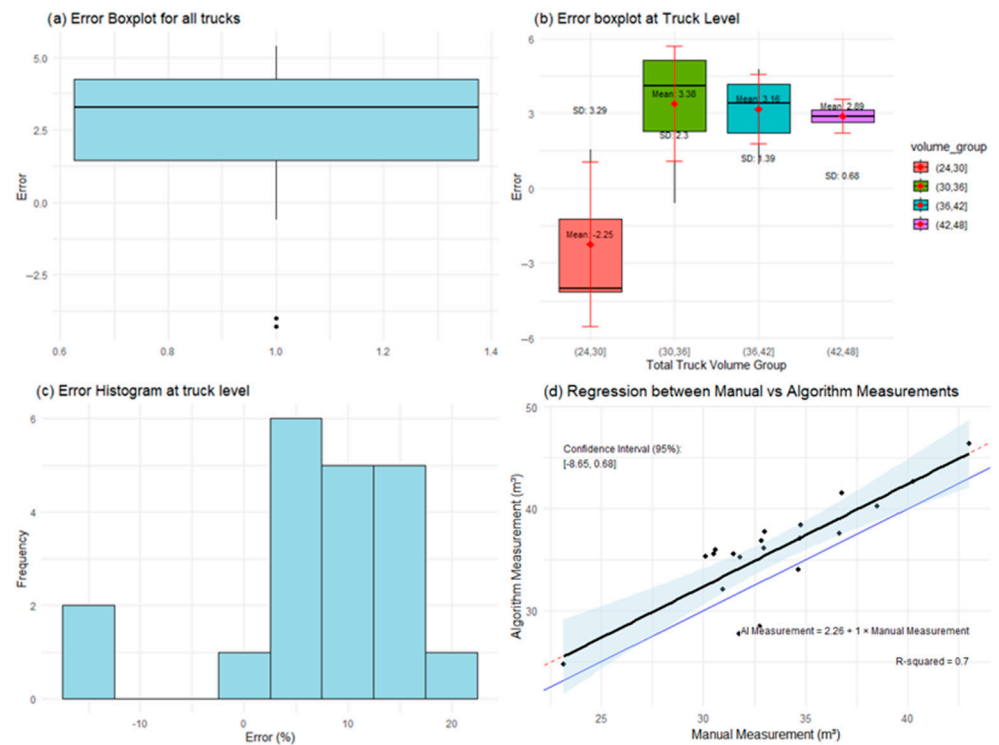 (a) Error Boxplot for all trucks
5.0
2.5
0.0
−2.5
Error
0.6
0.8
1.0
1.2
1.4
(b) Error boxplot at Truck Level
6
3
0
−3
−6
Error
SD: 3.29
Mean: -2.25
Mean: 3.38
SD: 2.3
Mean: 3.16
SD: 1.39
Mean: 2.89
SD: 0.68
(24,30]
(30,36]
(36,42]
(42,48]
Total Truck Volume Group
volume_group
(24,30]
(30,36]
(36,42]
(42,48]
(c) Error Histogram at truck level
6
4
2
0
Frequency
-10
0
10
20
Error (%)
(d) Regression between Manual vs Algorithm Measurements
50
40
30
Algorithm Measurement (m³)
Confidence Interval (95%):
[-8.65, 0.68]
AI Measurement = 2.26 + 1 × Manual Measurement
R-squared = 0.7
25
30
35
40
Manual Measurement (m³)